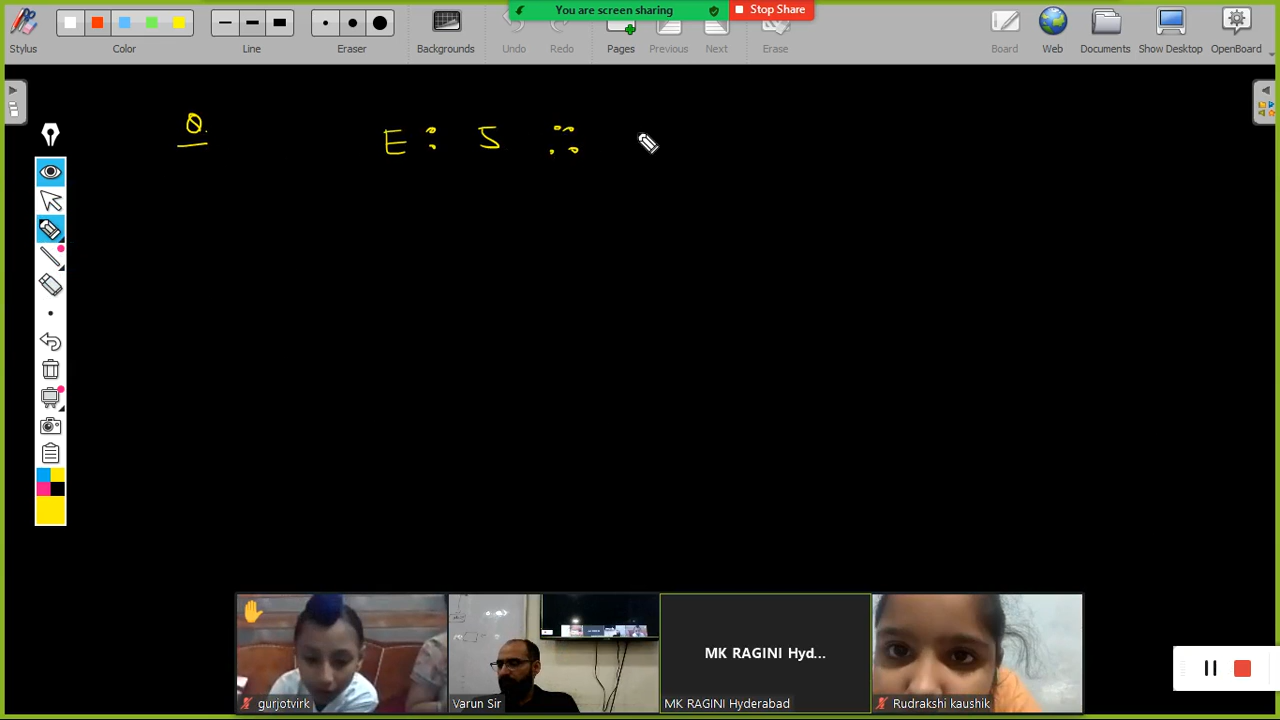 You are screen sharing Stop Share
Stylus Color Line Eraser Backgrounds Undo Redo Pages Previous Next Erase Board Web Documents Show Desktop OpenBoard
Q. E : 5 ::
gurjotvirk Varun Sir MK RAGINI Hyderabad Rudrakshi kaushik
MK RAGINI Hyd...